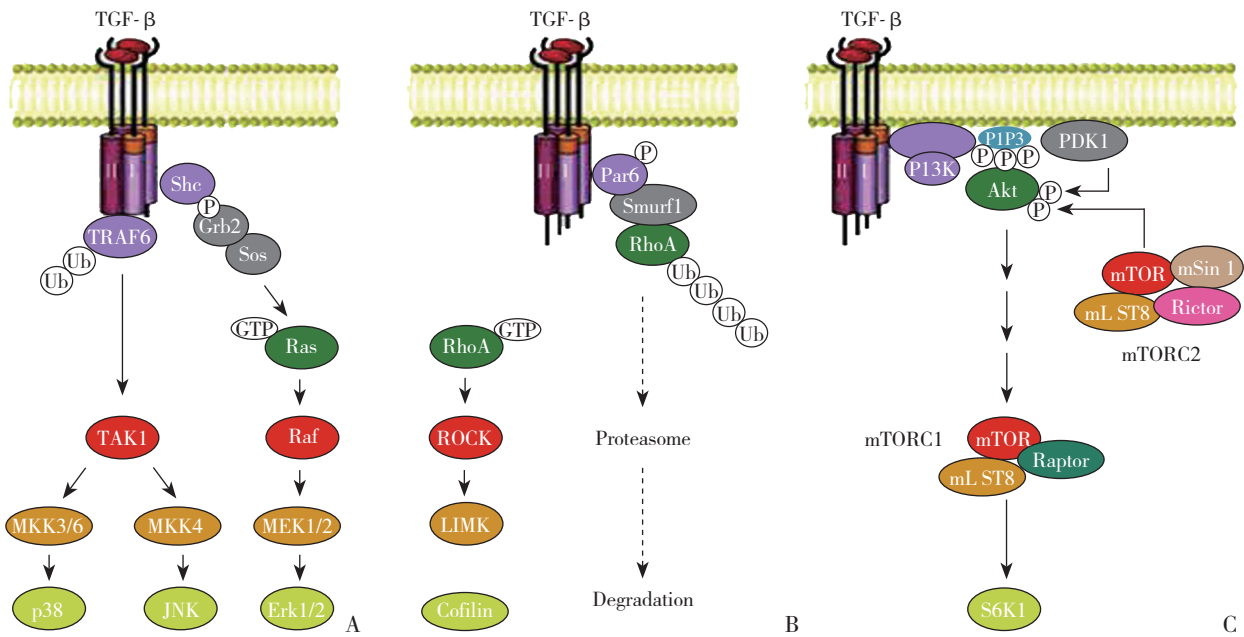 TGF- β
II
I
Shc
P
Grb2
Sos
TRAF6
Ub
Ub
GTP
Ras
TAK1
Raf
MKK3/6
MKK4
MEK1/2
p38
JNK
Erk1/2
A
TGF- β
II
I
P
Par6
Smurf1
RhoA
Ub
Ub
Ub
Ub
RhoA
GTP
ROCK
Proteasome
LIMK
Cofilin
Degradation
B
TGF- β
II
I
P13K
P1P3
P
P
P
PDK1
Akt
P
P
mTOR
mSin 1
mL ST8
Rictor
mTORC2
mTORC1
mTOR
Raptor
mL ST8
S6K1
C